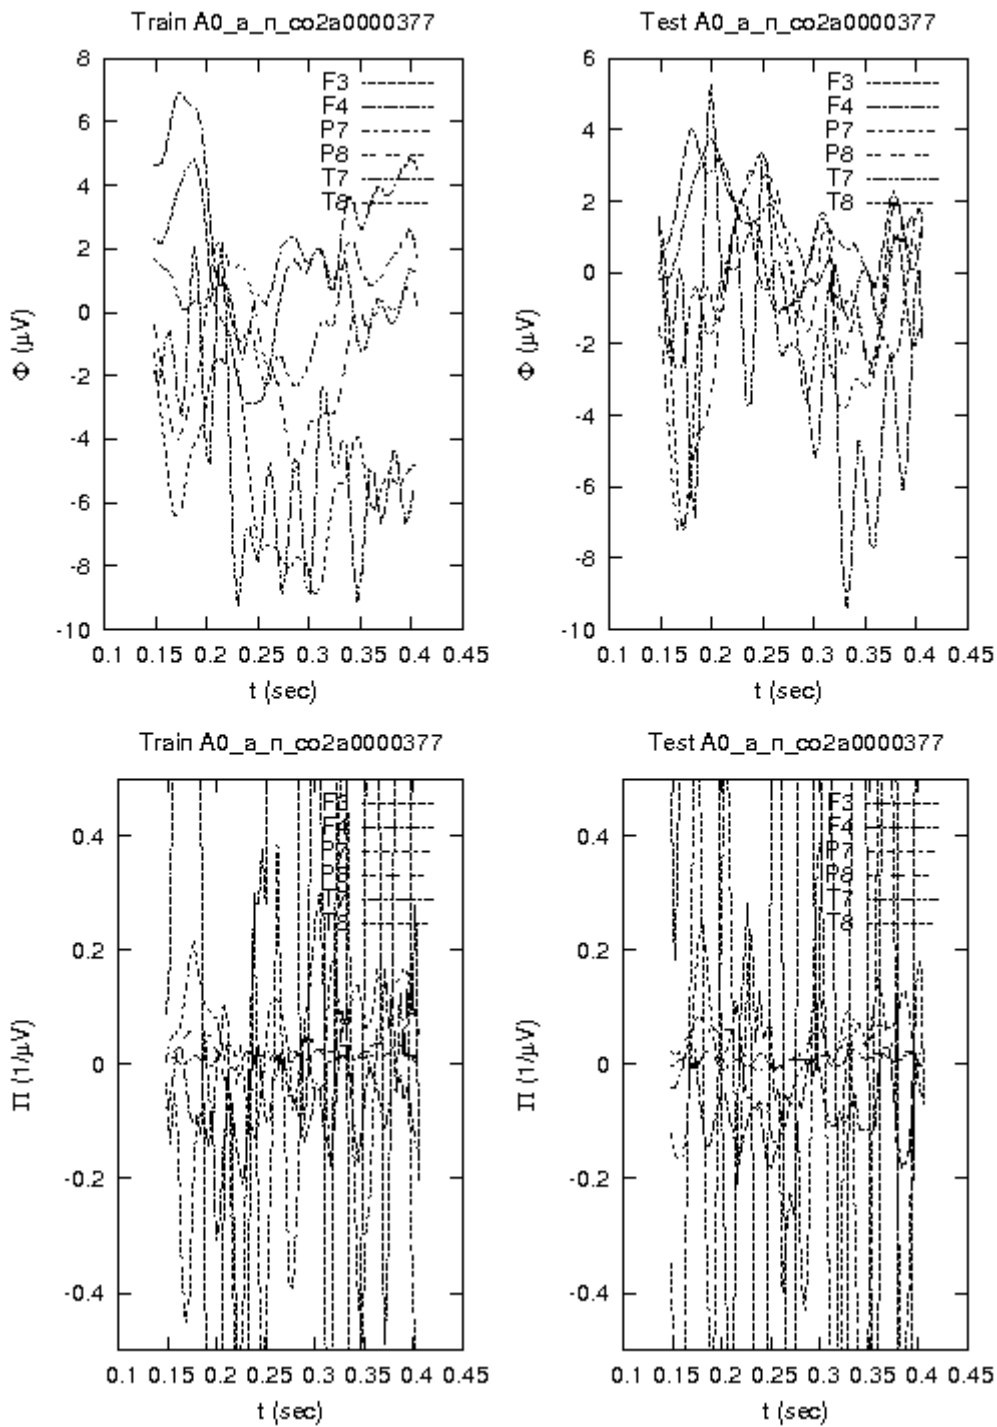 Train A0_a_n_co2a0000377
8
6
4
2
0
-2
-4
-6
-8
-10
Φ (μV)
F3
F4
P7
P8
T7
T8
0.1 0.15 0.2 0.25 0.3 0.35 0.4 0.45
t (sec)
Test A0_a_n_co2a0000377
6
4
2
0
-2
-4
-6
-8
-10
Φ (μV)
F3
F4
P7
P8
T7
T8
0.1 0.15 0.2 0.25 0.3 0.35 0.4 0.45
t (sec)
Train A0_a_n_co2a0000377
0.4
0.2
0
-0.2
-0.4
Π (1/μV)
F3
F4
P7
P8
T7
T8
0.1 0.15 0.2 0.25 0.3 0.35 0.4 0.45
t (sec)
Test A0_a_n_co2a0000377
0.4
0.2
0
-0.2
-0.4
Π (1/μV)
F3
F4
P7
P8
T7
T8
0.1 0.15 0.2 0.25 0.3 0.35 0.4 0.45
t (sec)